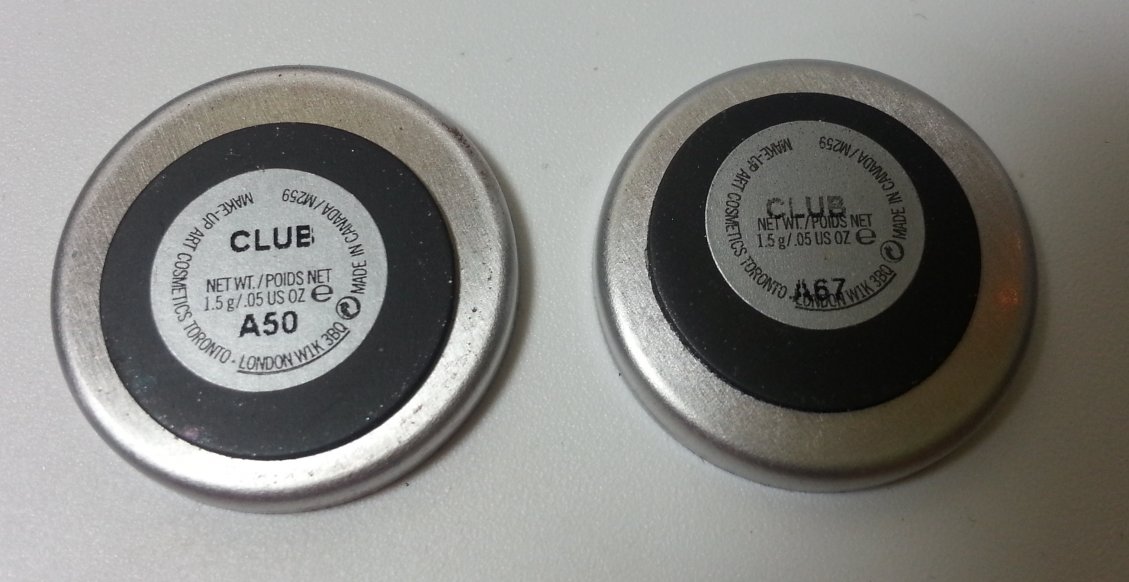 CLUB
NET WT. / POIDS NET
1.5 g / .05 US OZ e
A50
MAKE-UP ART COSMETICS TORONTO - LONDON W1K 3BQ
MADE IN CANADA / M259
CLUB
NET WT. / POIDS NET
1.5 g / .05 US OZ e
A67
MAKE-UP ART COSMETICS TORONTO - LONDON W1K 3BQ
MADE IN CANADA / M259